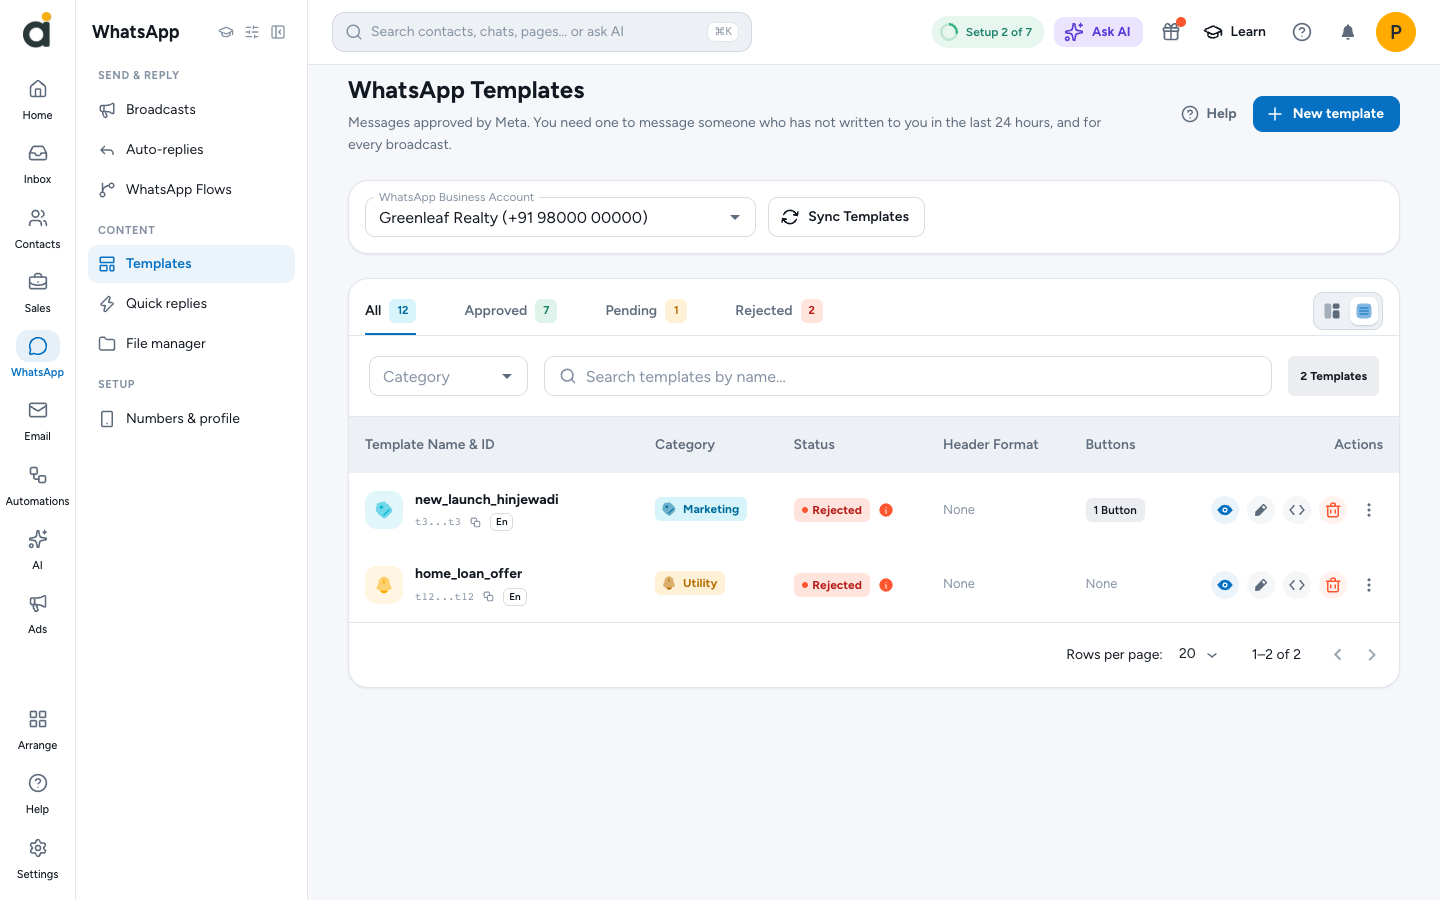 WhatsApp
Search contacts, chats, pages... or ask AI
⌘K
Setup 2 of 7
Ask AI
Learn
P
Home
Inbox
Contacts
Sales
WhatsApp
Email
Automations
AI
Ads
Arrange
Help
Settings
SEND & REPLY
Broadcasts
Auto-replies
WhatsApp Flows
CONTENT
Templates
Quick replies
File manager
SETUP
Numbers & profile
WhatsApp Templates
Messages approved by Meta. You need one to message someone who has not written to you in the last 24 hours, and for
every broadcast.
Help
New template
WhatsApp Business Account
Greenleaf Realty (+91 98000 00000)
Sync Templates
All 12
Approved 7
Pending 1
Rejected 2
Category
Search templates by name...
2 Templates
Template Name & ID Category Status Header Format Buttons Actions
new_launch_hinjewadi
t3...t3 En
Marketing
Rejected
None
1 Button
home_loan_offer
t12...t12 En
Utility
Rejected
None
None
Rows per page: 20 1–2 of 2